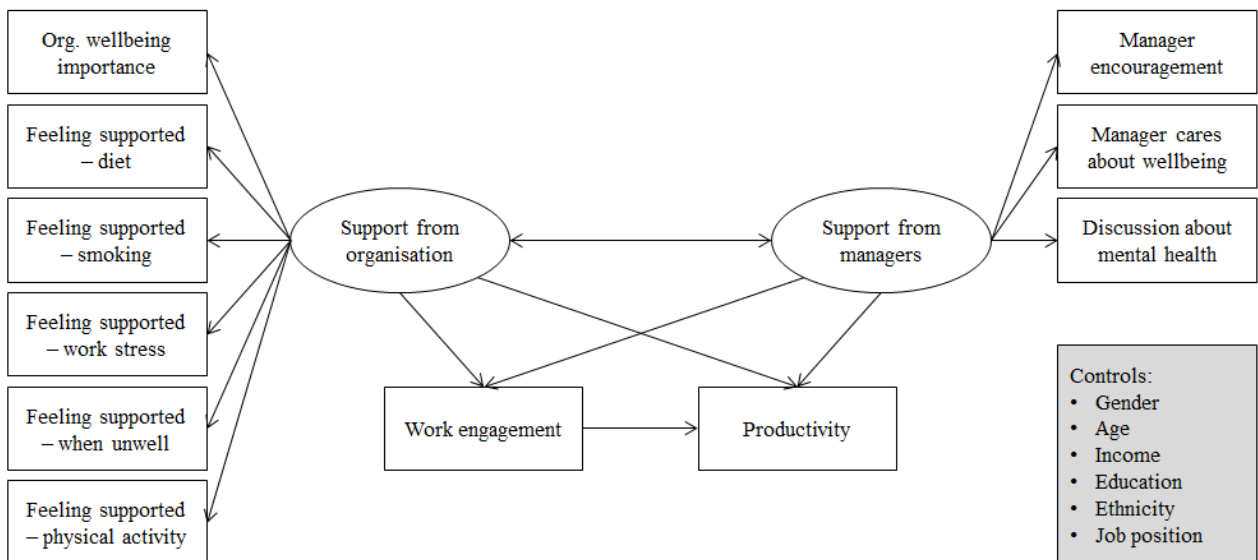 Org. wellbeing
importance
Feeling supported
– diet
Feeling supported
– smoking
Feeling supported
– work stress
Feeling supported
– when unwell
Feeling supported
– physical activity
Support from
organisation
Support from
managers
Work engagement
Productivity
Manager
encouragement
Manager cares
about wellbeing
Discussion about
mental health
Controls:
• Gender
• Age
• Income
• Education
• Ethnicity
• Job position